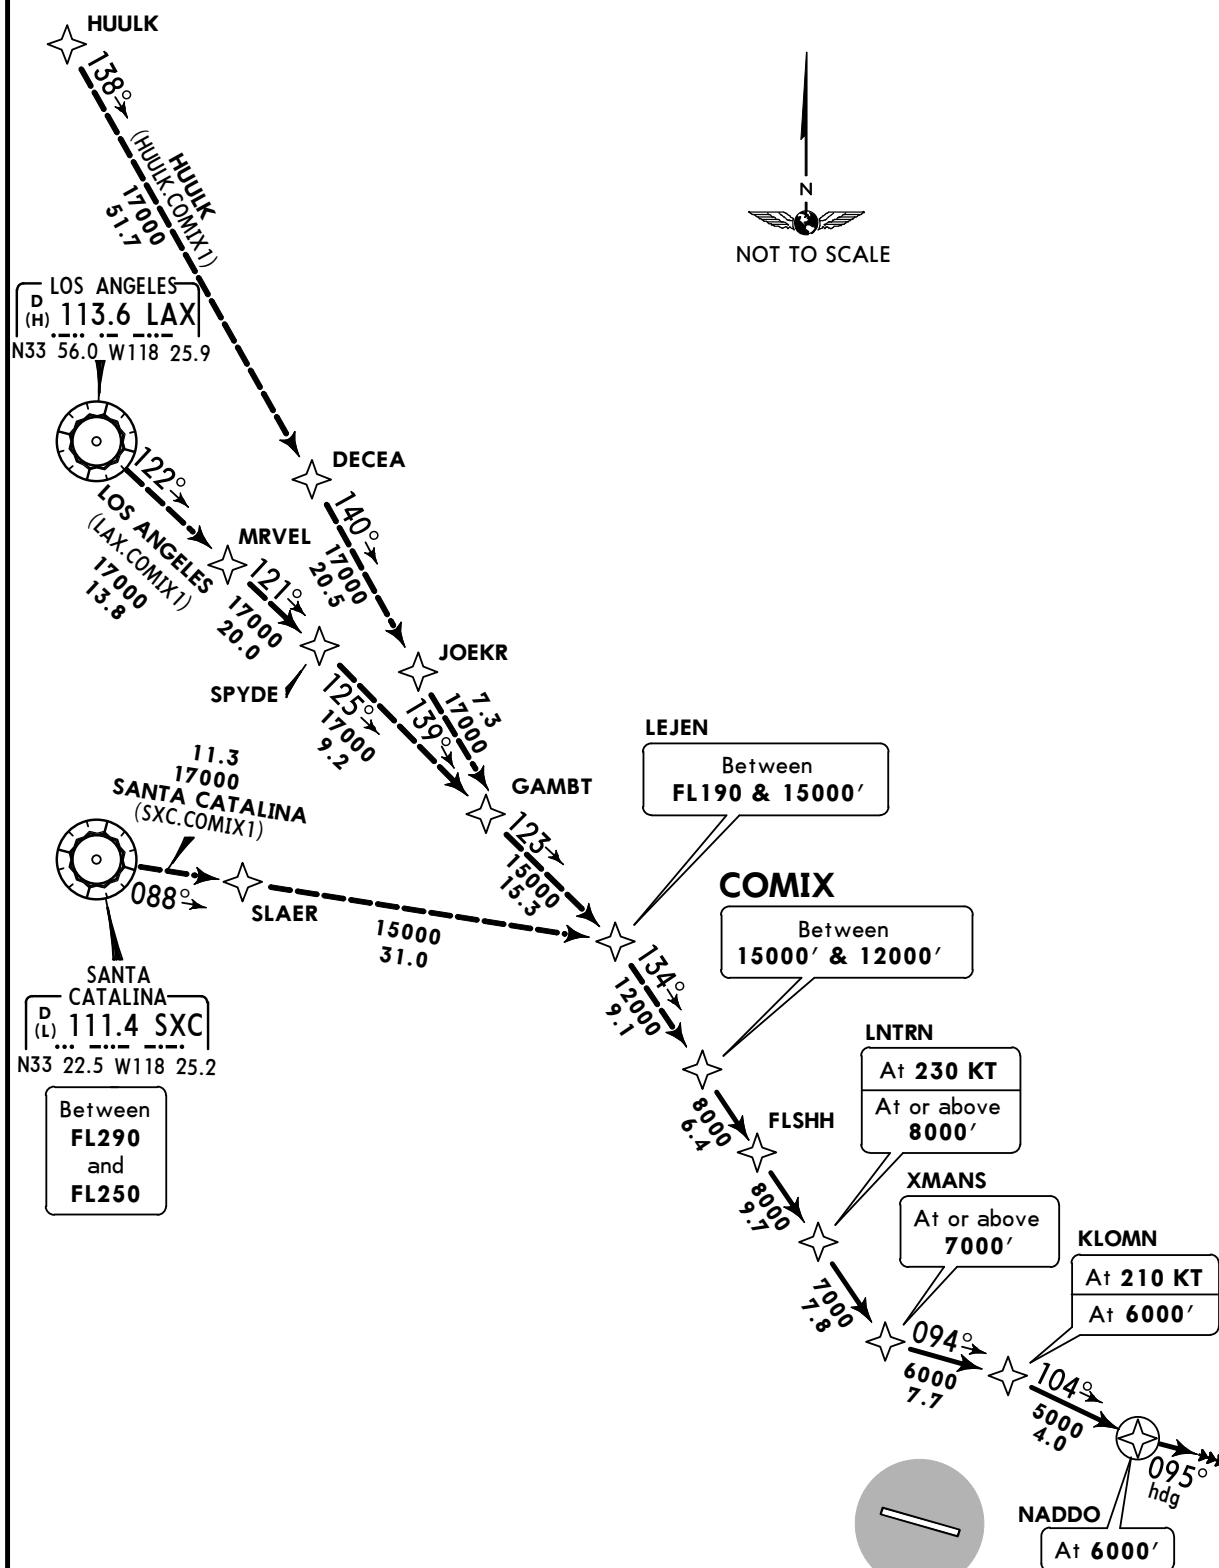 HUULK
138°
HUULK
(HUULK.COMIX1)
17000
51.7
N
NOT TO SCALE
LOS ANGELES
D
(H)
113.6 LAX
N33 56.0 W118 25.9
122°
LOS ANGELES
(LAX.COMIX1)
17000
13.8
DECEA
140°
17000
20.5
MRVEL
121°
17000
20.0
JOEKR
SPYDE
125°
17000
9.2
139°
7.3
17000
LEJEN
Between
FL190 & 15000'
11.3
17000
SANTA CATALINA
(SXC.COMIX1)
GAMBT
123
15000
15.3
088°
SLAER
15000
31.0
COMIX
Between
15000' & 12000'
134°
12000
9.1
SANTA
CATALINA
D
(L)
111.4 SXC
N33 22.5 W118 25.2
Between
FL290
and
FL250
LNTRN
At 230 KT
At or above
8000'
8000
6.4
FLSHH
8000
9.7
XMANS
At or above
7000'
KLOMN
At 210 KT
At 6000'
7000
7.8
094°
6000
7.7
104°
5000
4.0
095°
hdg
NADDO
At 6000'